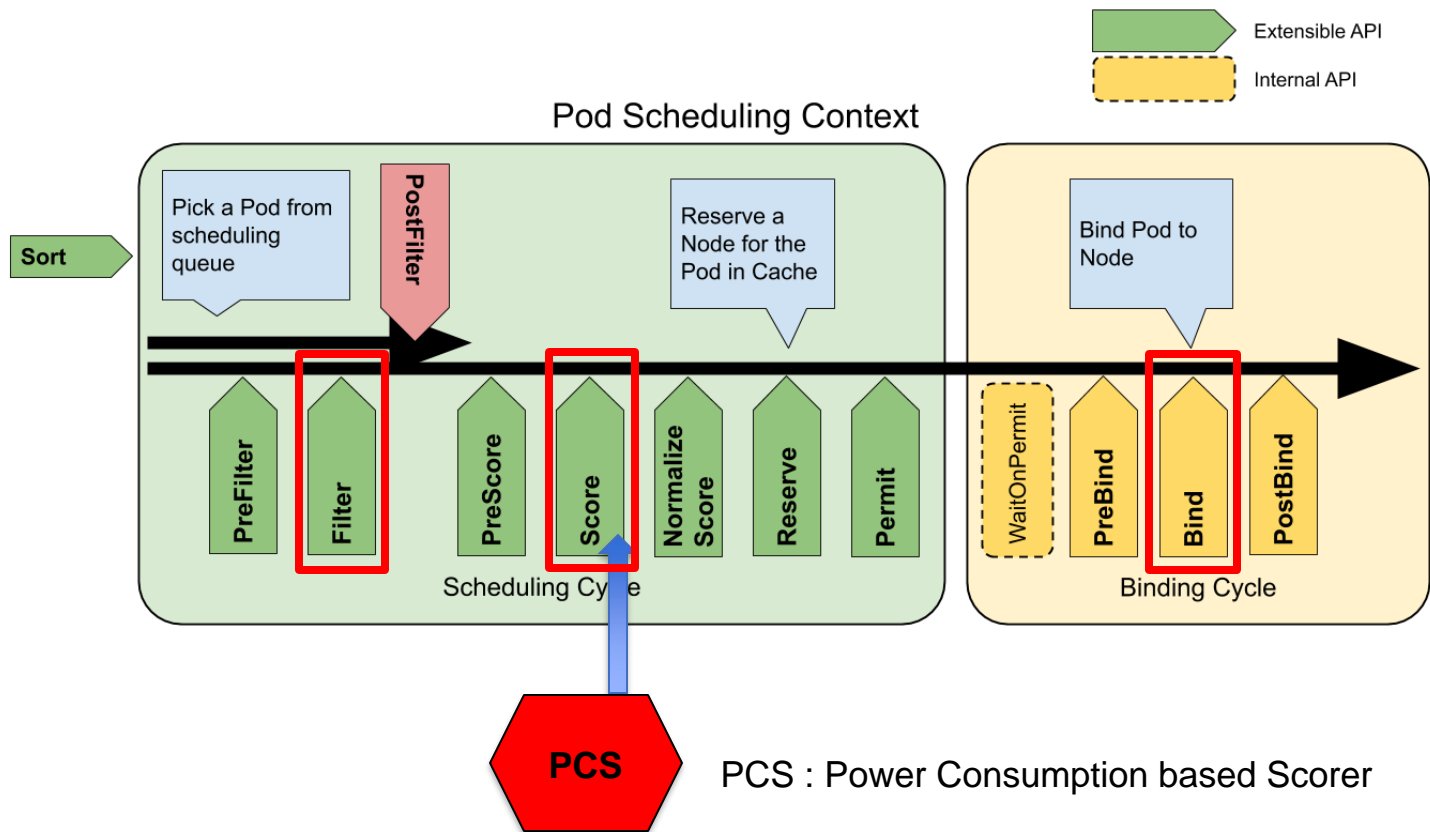 Extensible API
Internal API
Pod Scheduling Context
Sort
Pick a Pod from
scheduling
queue
PostFilter
Reserve a
Node for the
Pod in Cache
Bind Pod to
Node
PreFilter
Filter
PreScore
Score
Normalize
Score
Reserve
Permit
WaitOnPermit
PreBind
Bind
PostBind
Scheduling Cycle
Binding Cycle
PCS
PCS : Power Consumption based Scorer